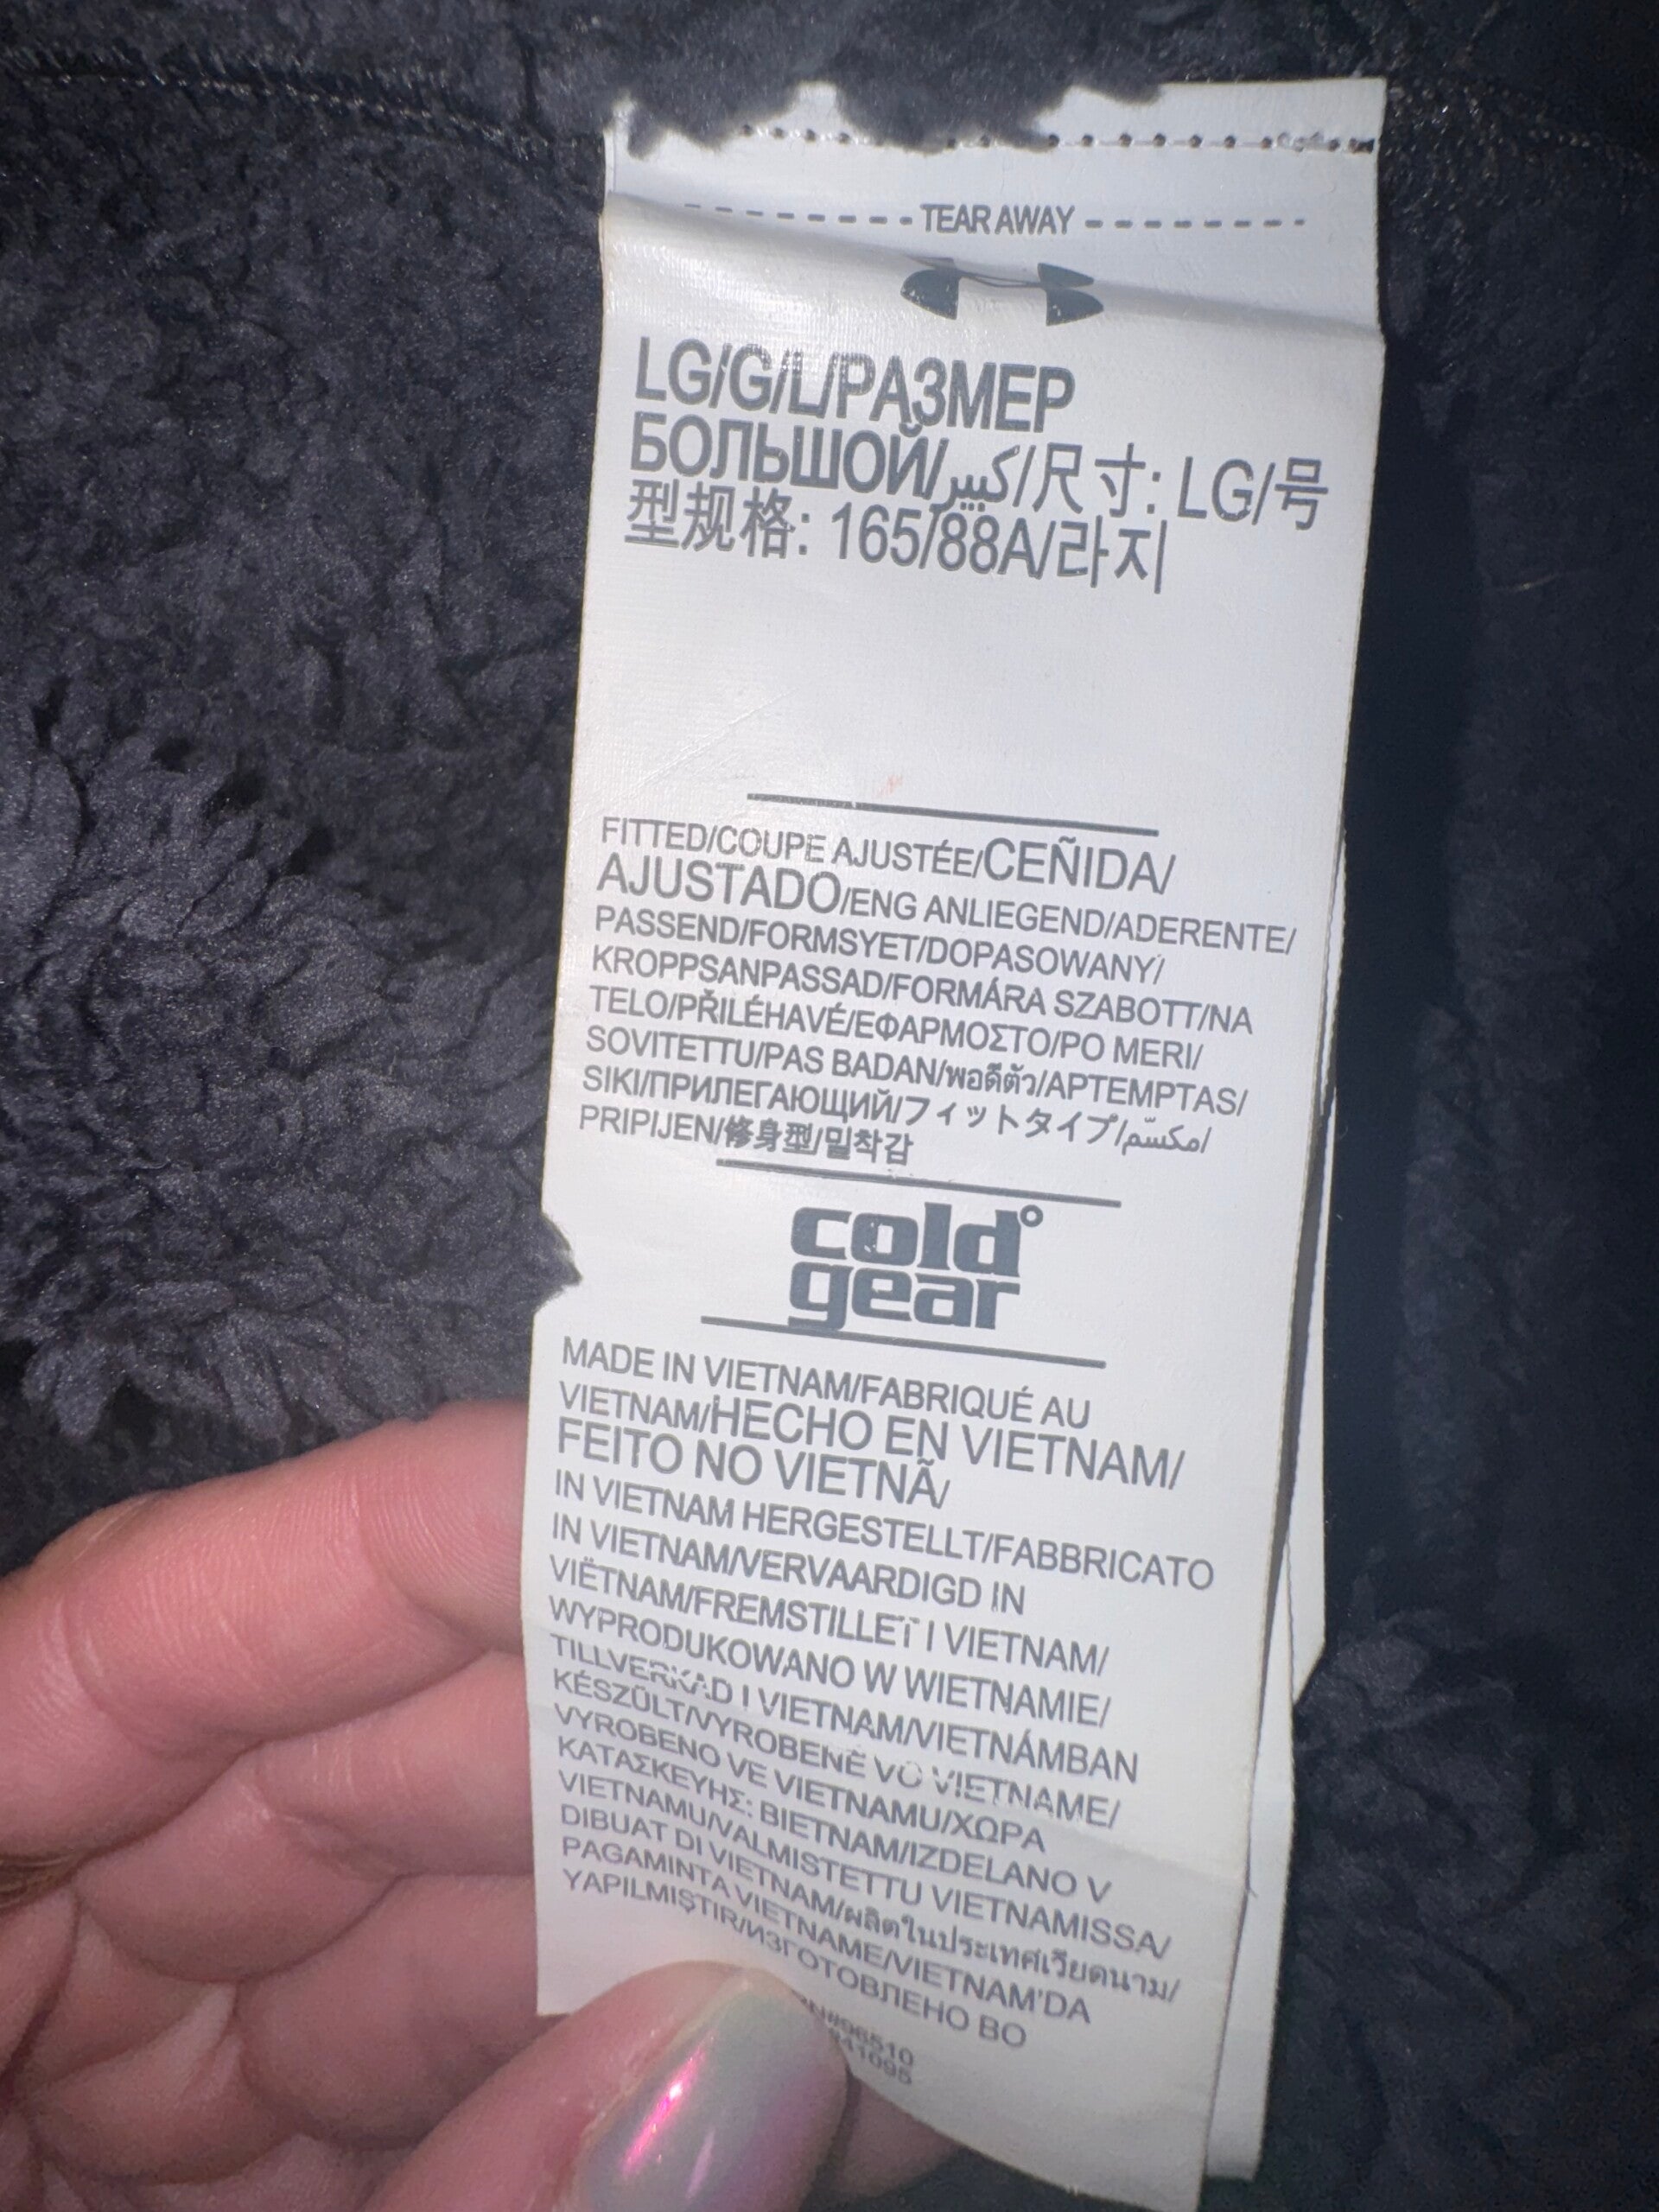 TEAR AWAY
LG/G/L/РАЗМЕР
БОЛЬШОЙ/كبير/尺寸: LG/号
型规格: 165/88A/라지
FITTED/COUPE AJUSTÉE/CEÑIDA/
AJUSTADO/ENG ANLIEGEND/ADERENTE/
PASSEND/FORMSYET/DOPASOWANY/
KROPPSANPASSAD/FORMÁRA SZABOTT/NA
TELO/PŘILÉHAVÉ/ΕΦΑΡΜΟΣΤΟ/PO MERI/
SOVITETTU/PAS BADAN/พอดีตัว/APTEMPTAS/
SIKI/ПРИЛЕГАЮЩИЙ/フィットタイプ/مكسّم/
PRIPIJEN/修身型/밀착감
cold°
gear
MADE IN VIETNAM/FABRIQUÉ AU
VIETNAM/HECHO EN VIETNAM/
FEITO NO VIETNÃ/
IN VIETNAM HERGESTELLT/FABBRICATO
IN VIETNAM/VERVAARDIGD IN
VIËTNAM/FREMSTILLET I VIETNAM/
WYPRODUKOWANO W WIETNAMIE/
TILLVERKAD I VIETNAM/VIETNÁMBAN
KÉSZÜLT/VYROBENÉ VO VIETNAME/
VYROBENO VE VIETNAMU/ΧΩΡΑ
ΚΑΤΑΣΚΕΥΗΣ: ΒΙΕΤΝΑΜ/IZDELANO V
VIETNAMU/VALMISTETTU VIETNAMISSA/
DIBUAT DI VIETNAM/ผลิตในประเทศเวียดนาม/
PAGAMINTA VIETNAME/VIETNAM'DA
YAPILMIŞTIR/ИЗГОТОВЛЕНО ВО
#96510
41095